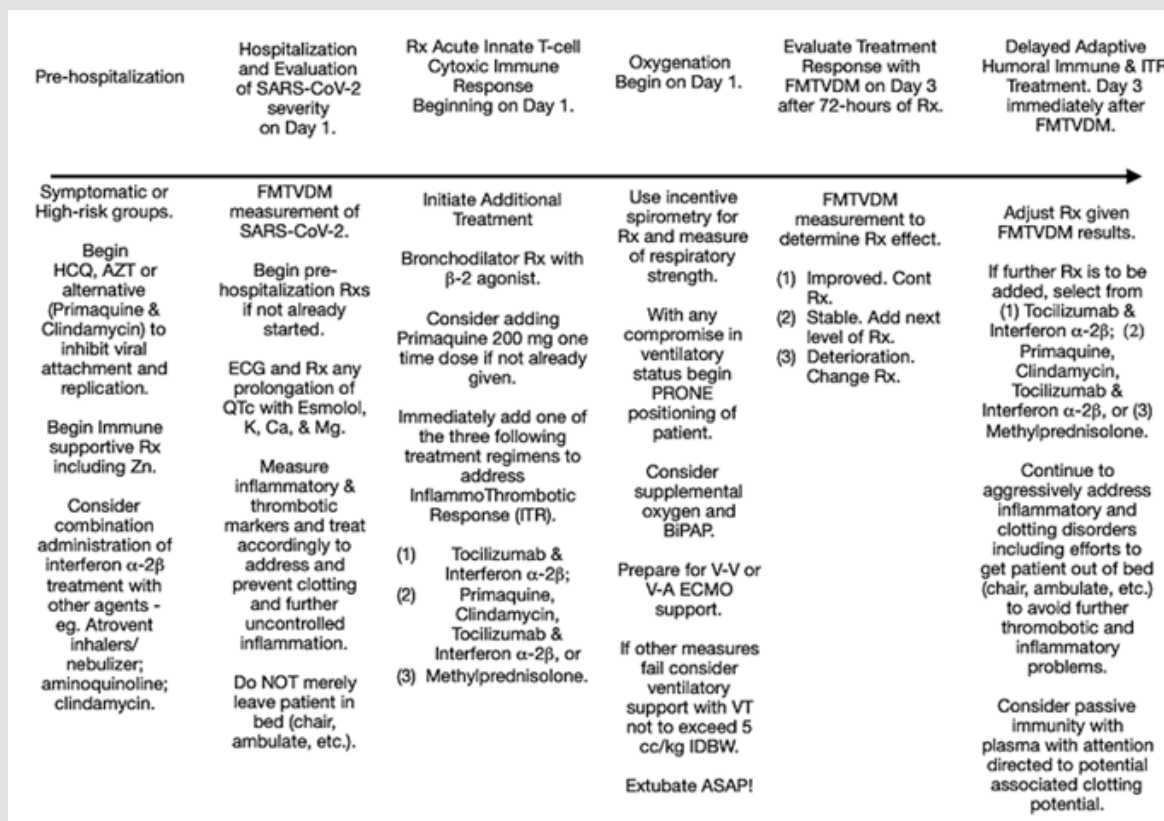 Pre-hospitalization
Hospitalization
and Evaluation
of SARS-CoV-2
severity
on Day 1.
Rx Acute Innate T-cell
Cytoxic Immune
Response
Beginning on Day 1.
Oxygenation
Begin on Day 1.
Evaluate Treatment
Response with
FMTVDM on Day 3
after 72-hours of Rx.
Delayed Adaptive
Humoral Immune & ITR
Treatment. Day 3
immediately after
FMTVDM.
Symptomatic or
High-risk groups.
Begin
HCQ, AZT or
alternative
(Primaquine &
Clindamycin) to
inhibit viral
attachment and
replication.
Begin Immune
supportive Rx
including Zn.
Consider
combination
administration of
interferon α-2β
treatment with
other agents -
eg. Atrovent
inhalers/
nebulizer;
aminoquinoline;
clindamycin.
FMTVDM
measurement of
SARS-CoV-2.
Begin pre-
hospitalization Rxs
if not already
started.
ECG and Rx any
prolongation of
QTc with Esmolol,
K, Ca, & Mg.
Measure
inflammatory &
thrombotic
markers and treat
accordingly to
address and
prevent clotting
and further
uncontrolled
inflammation.
Do NOT merely
leave patient in
bed (chair,
ambulate, etc.).
Initiate Additional
Treatment
Bronchodilator Rx with
β-2 agonist.
Consider adding
Primaquine 200 mg one
time dose if not already
given.
Immediately add one of
the three following
treatment regimens to
address
InflammoThrombotic
Response (ITR).
(1) Tocilizumab &
Interferon α-2β;
(2) Primaquine,
Clindamycin,
Tocilizumab &
Interferon α-2β, or
(3) Methylprednisolone.
Use incentive
spirometry for
Rx and measure
of respiratory
strength.
With any
compromise in
ventilatory
status begin
PRONE
positioning of
patient.
Consider
supplemental
oxygen and
BiPAP.
Prepare for V-V or
V-A ECMO
support.
If other measures
fail consider
ventilatory
support with VT
not to exceed 5
cc/kg IDBW.
Extubate ASAP!
FMTVDM
measurement to
determine Rx effect.
(1) Improved. Cont
Rx.
(2) Stable. Add next
level of Rx.
(3) Deterioration.
Change Rx.
Adjust Rx given
FMTVDM results.
If further Rx is to be
added, select from
(1) Tocilizumab &
Interferon α-2β; (2)
Primaquine,
Clindamycin,
Tocilizumab &
Interferon α-2β, or (3)
Methylprednisolone.
Continue to
aggressively address
inflammatory and
clotting disorders
including efforts to
get patient out of bed
(chair, ambulate, etc.)
to avoid further
thromobotic and
inflammatory
problems.
Consider passive
immunity with
plasma with attention
directed to potential
associated clotting
potential.